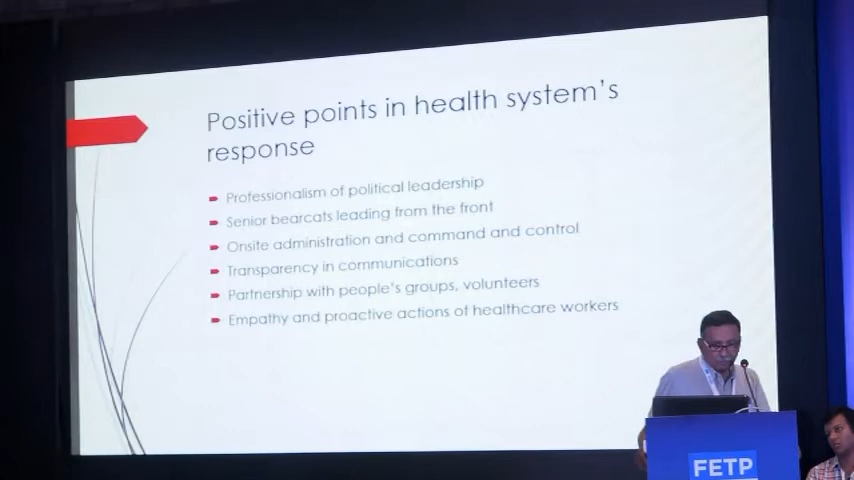 Positive points in health system's
response
Professionalism of political leadership
Senior bearcats leading from the front
Onsite administration and command and control
Transparency in communications
Partnership with people's groups, volunteers
Empathy and proactive actions of healthcare workers
FETP